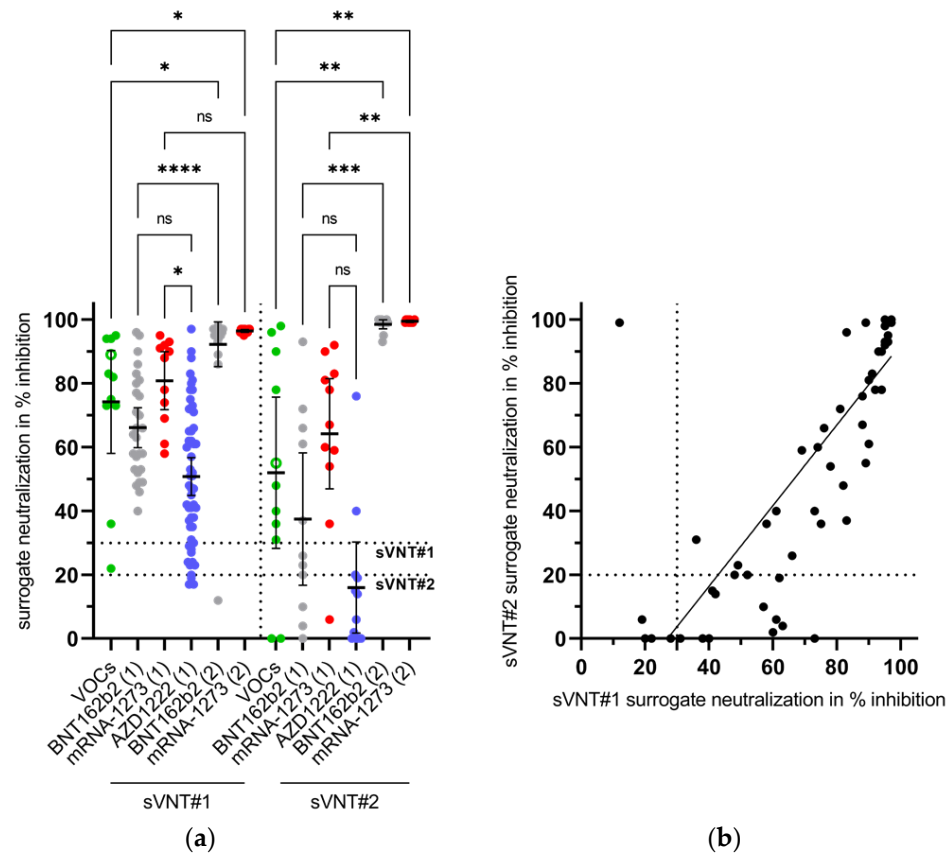 *
**
*
**
ns
**
****
***
ns
ns
*
ns
surrogate neutralization in % inhibition
100
80
60
40
20
0
sVNT#1
sVNT#2
VOCs
BNT162b2 (1)
mRNA-1273 (1)
AZD1222 (1)
BNT162b2 (2)
mRNA-1273 (2)
VOCs
BNT162b2 (1)
mRNA-1273 (1)
AZD1222 (1)
BNT162b2 (2)
mRNA-1273 (2)
sVNT#1
sVNT#2
(a)
sVNT#2 surrogate neutralization in % inhibition
100
80
60
40
20
0
0
20
40
60
80
100
sVNT#1 surrogate neutralization in % inhibition
(b)